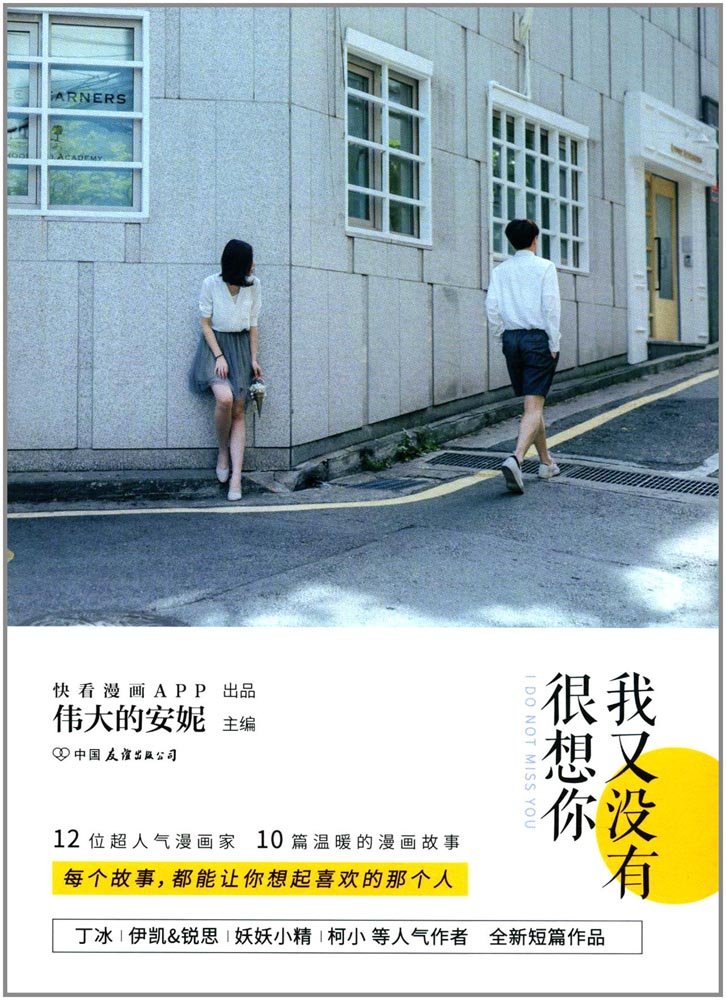 ARNERS
ACADEMY
我又没有
很想你
I DO NOT MISS YOU
快看漫画APP 出品
伟大的安妮 主编
中国友谊出版公司
12位超人气漫画家 10篇温暖的漫画故事
每个故事,都能让你想起喜欢的那个人
丁冰|伊凯&锐思|妖妖小精|柯小 等人气作者 全新短篇作品